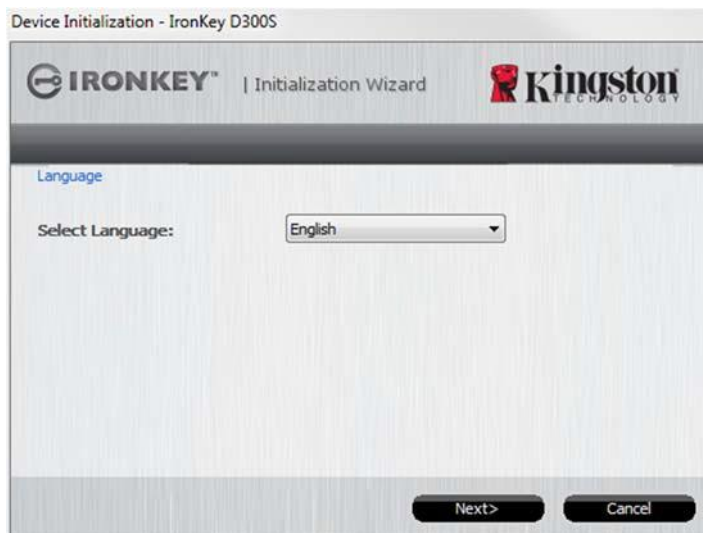 Device Initialization - IronKey D300S
IRONKEY™ | Initialization Wizard Kingston
TECHNOLOGY
Language
Select Language: English
Next> Cancel